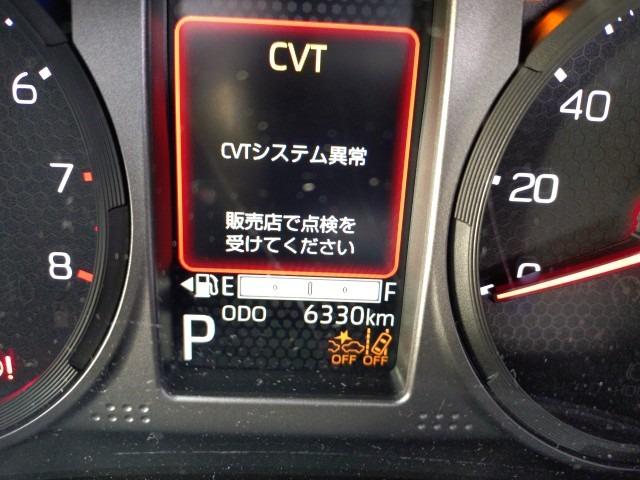 CVT
CVTシステム異常
販売店で点検を
受けてください
6
7
8
40
20
0
E F
ODO 6330km
P
OFF OFF